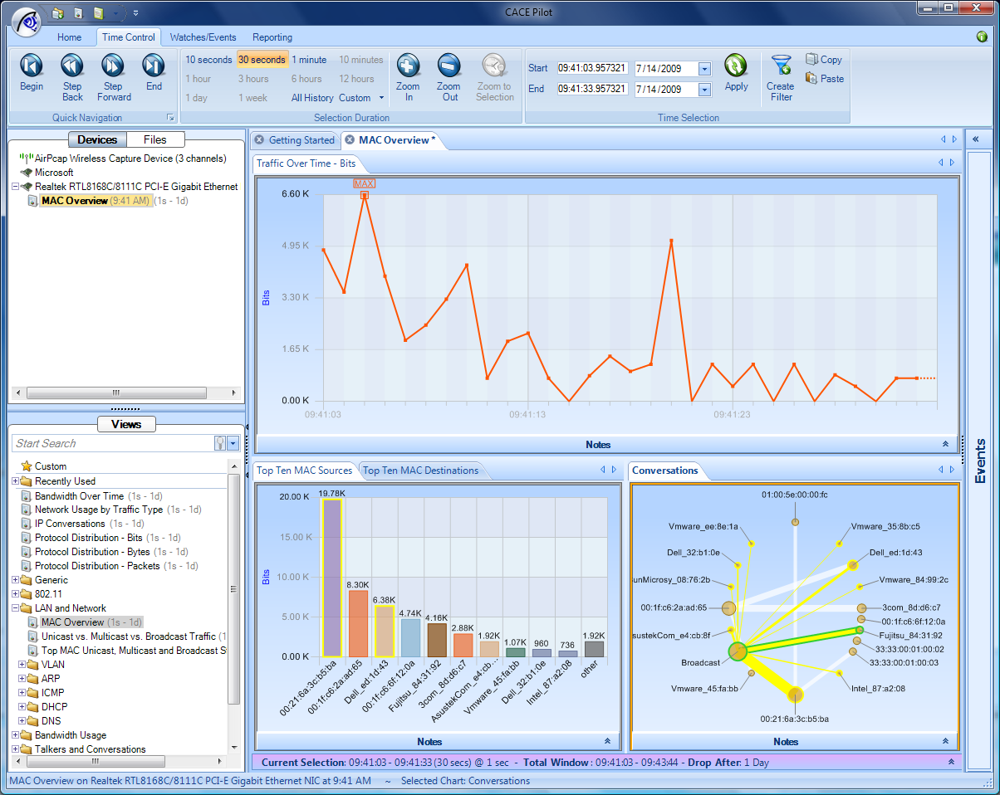 CACE Pilot
Home Time Control Watches/Events Reporting
Begin
Step Back
Step Forward
End
Quick Navigation
10 seconds 30 seconds 1 minute 10 minutes
1 hour 3 hours 6 hours 12 hours
1 day 1 week All History Custom
Zoom In
Zoom Out
Zoom to Selection
Selection Duration
Start 09:41:03.957321 7/14/2009
End 09:41:33.957321 7/14/2009
Apply
Create Filter
Copy
Paste
Time Selection
Devices Files
AirPcap Wireless Capture Device (3 channels)
Microsoft
Realtek RTL8168C/8111C PCI-E Gigabit Ethernet
MAC Overview (9:41 AM) (1s - 1d)
Views
Start Search
Custom
Recently Used
Bandwidth Over Time (1s - 1d)
Network Usage by Traffic Type (1s - 1d)
IP Conversations (1s - 1d)
Protocol Distribution - Bits (1s - 1d)
Protocol Distribution - Bytes (1s - 1d)
Protocol Distribution - Packets (1s - 1d)
Generic
802.11
LAN and Network
MAC Overview (1s - 1d)
Unicast vs. Multicast vs. Broadcast Traffic (1
Top MAC Unicast, Multicast and Broadcast S
VLAN
ARP
ICMP
DHCP
DNS
Bandwidth Usage
Talkers and Conversations
Getting Started MAC Overview *
Traffic Over Time - Bits
MAX
6.60 K
4.95 K
3.30 K
1.65 K
0.00 K
Bits
09:41:03 09:41:13 09:41:23
Notes
Top Ten MAC Sources Top Ten MAC Destinations
20.00 K
15.00 K
10.00 K
5.00 K
0.00 K
Bits
19.78K
8.30K
6.38K
4.74K
4.16K
2.88K
1.92K
1.07K
960
736
1.92K
00:21:6a:3c:b5:ba
00:1f:c6:2a:ad:65
Dell_ed:1d:43
00:1f:c6:6f:12:0a
Fujitsu_84:31:92
3com_8d:d6:c7
AsustekCom_e4:cb...
Vmware_45:fa:bb
Dell_32:b1:0e
Intel_87:a2:08
other
Notes
Conversations
01:00:5e:00:00:fc
Vmware_ee:8e:1a
Vmware_35:8b:c5
Dell_32:b1:0e
Dell_ed:1d:43
unMicrosy_08:76:2b
Vmware_84:99:2c
00:1f:c6:2a:ad:65
3com_8d:d6:c7
00:1f:c6:6f:12:0a
sustekCom_e4:cb:8f
Fujitsu_84:31:92
33:33:00:01:00:02
Broadcast
33:33:00:01:00:03
Vmware_45:fa:bb
Intel_87:a2:08
00:21:6a:3c:b5:ba
Notes
Events
Current Selection: 09:41:03 - 09:41:33 (30 secs) @ 1 sec - Total Window : 09:41:03 - 09:43:44 - Drop After: 1 Day
MAC Overview on Realtek RTL8168C/8111C PCI-E Gigabit Ethernet NIC at 9:41 AM ~ Selected Chart: Conversations